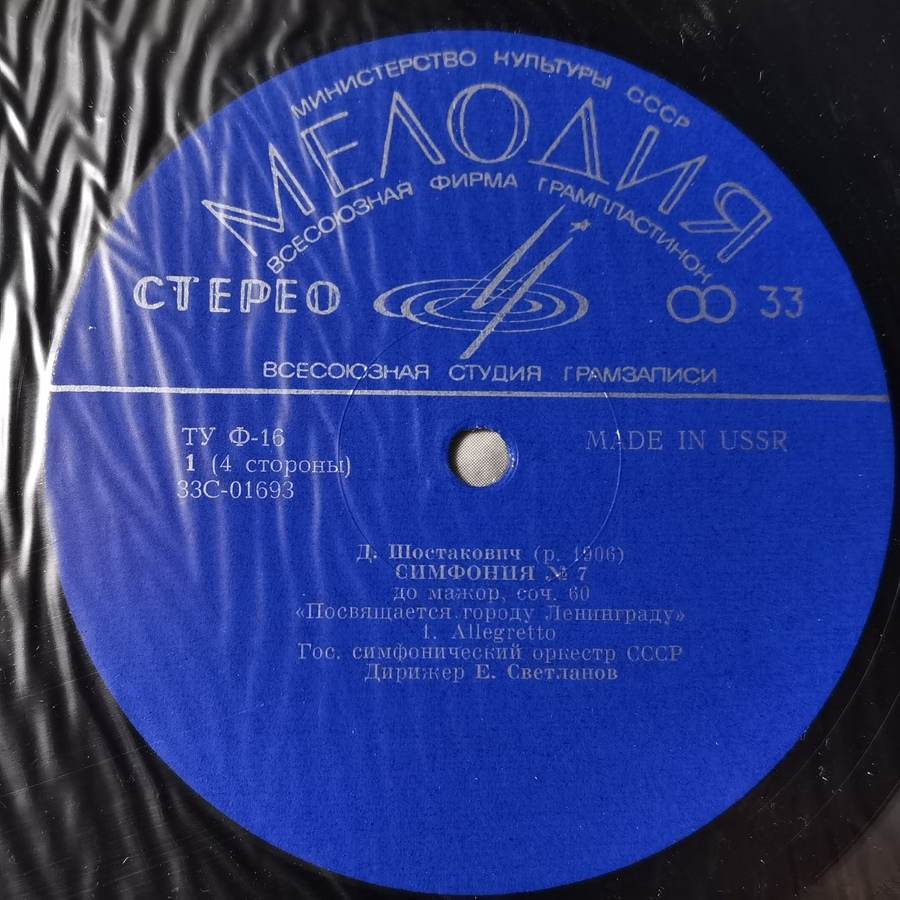 МИНИСТЕРСТВО КУЛЬТУРЫ СССР
МЕЛОДИЯ
ВСЕСОЮЗНАЯ ФИРМА ГРАМПЛАСТИНОК
СТЕРЕО
33
ВСЕСОЮЗНАЯ СТУДИЯ ГРАМЗАПИСИ
ТУ Ф-16
MADE IN USSR
1 (4 стороны)
33С-01693
Д. Шостакович (р. 1906)
СИМФОНИЯ № 7
до мажор, соч. 60
«Посвящается городу Ленинграду»
1. Allegretto
Гос. симфонический оркестр СССР
Дирижер Е. Светланов